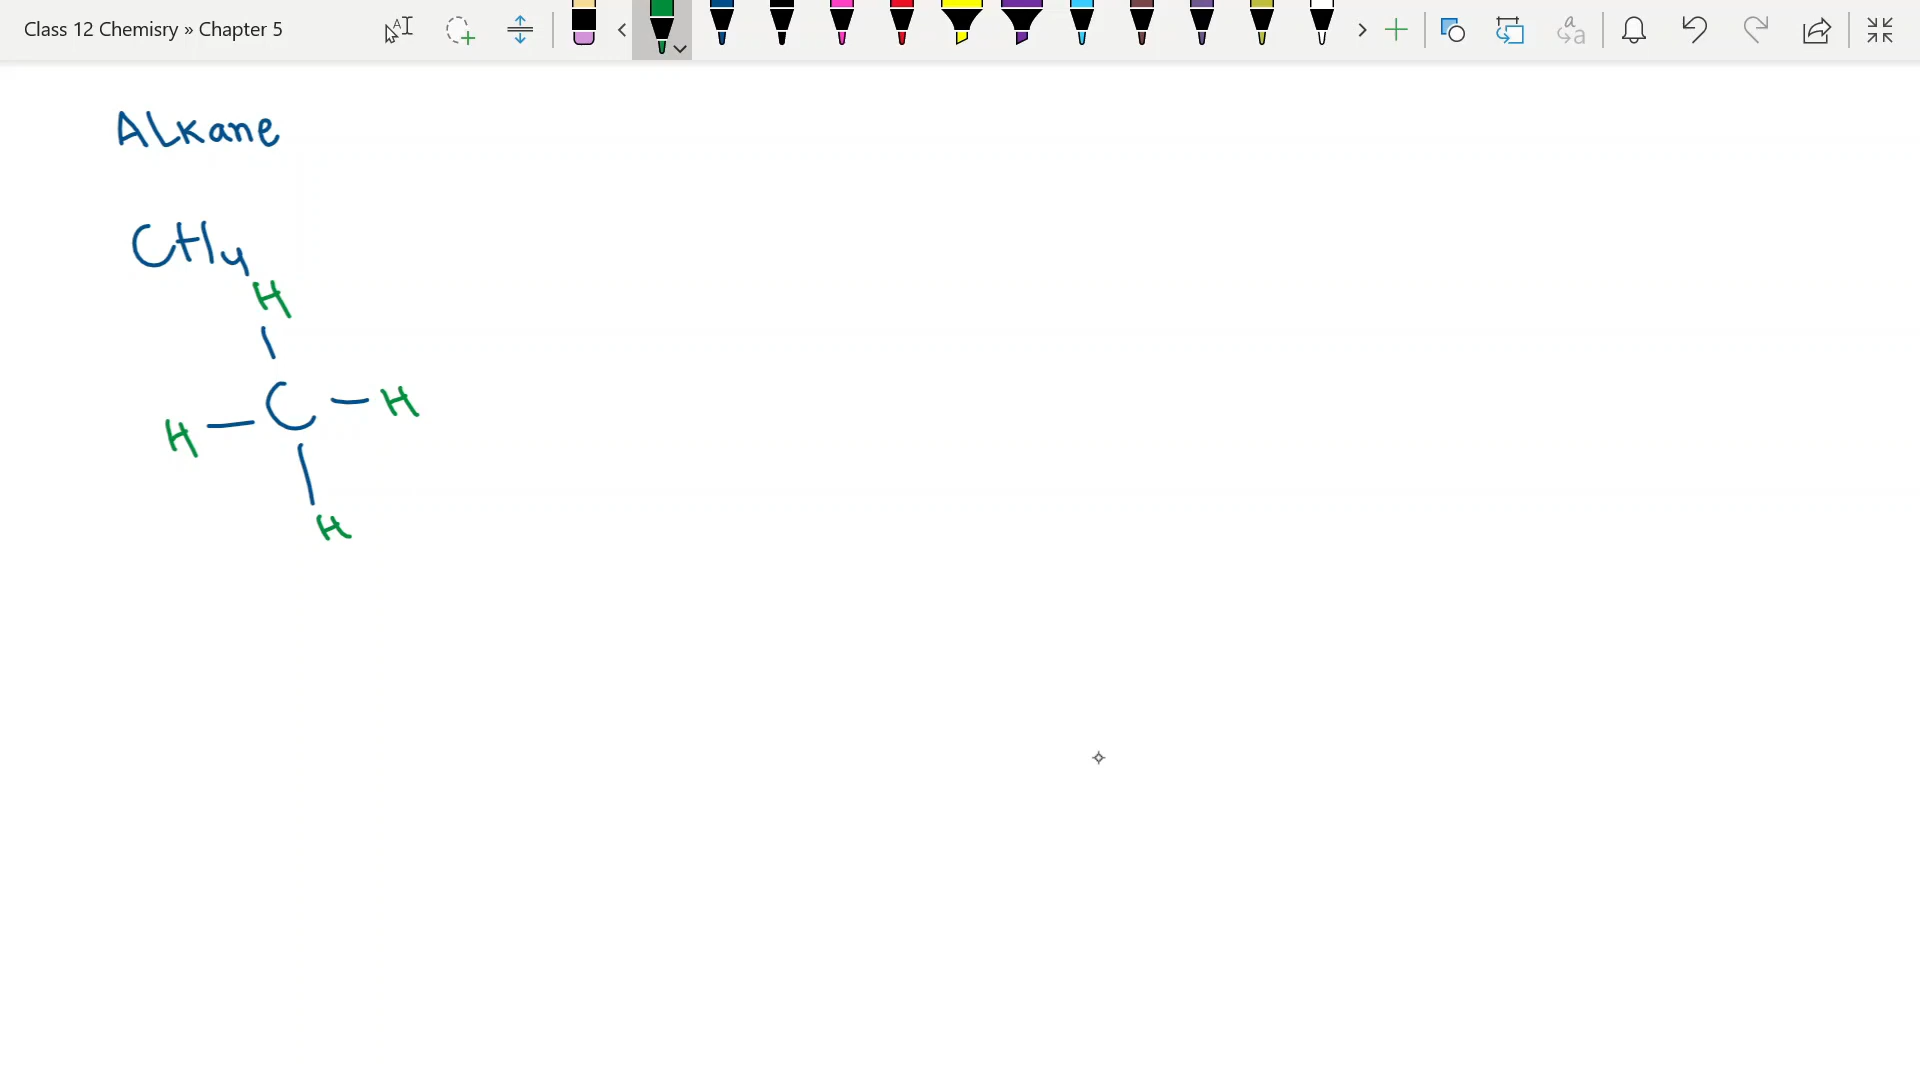 Class 12 Chemisry » Chapter 5
ALkane
CH4
H
H — C — H
H